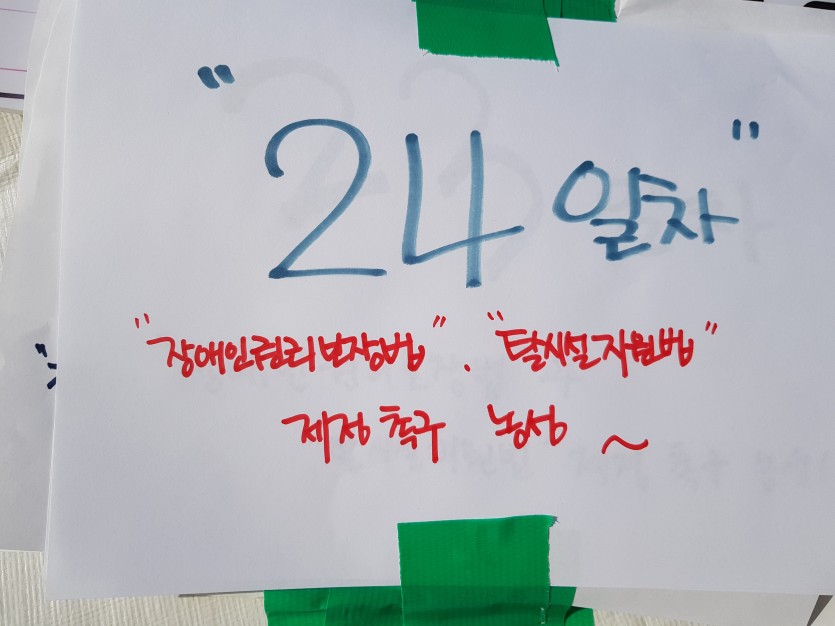 "24 일차"
"장애인권리보장법". "탈시설지원법"
제정 촉구 농성 ~